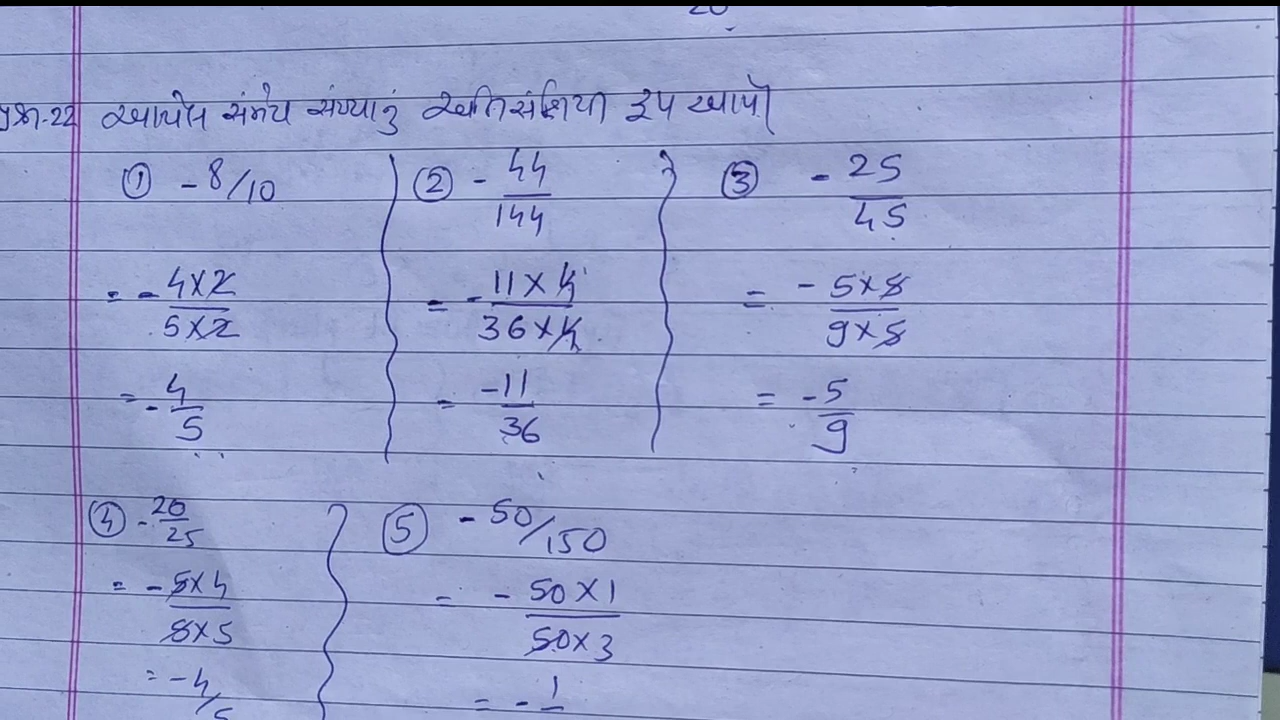 પ્રશ્ન-22 આપેલ સંમેય સંખ્યાનું અતિસંક્ષિપ્ત રૂપ આપો
① - 8/10
= - 4×2 / 5×2
= - 4/5
② - 44/144
= - 11×4 / 36×4
= -11/36
③ - 25/45
= - 5×5 / 9×5
= -5/9
④ - 20/25
= - 5×4 / 5×5
= -4/5
⑤ - 50/150
= - 50×1 / 50×3
= - 1